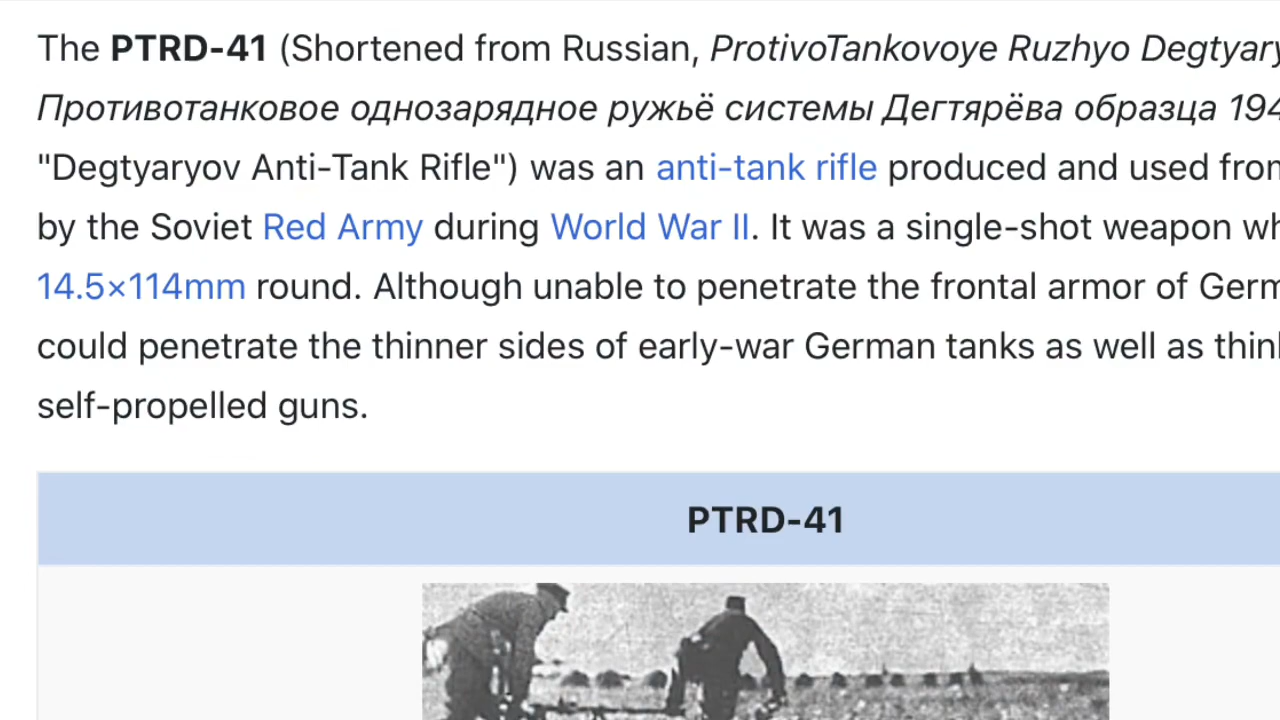 The PTRD-41 (Shortened from Russian, ProtivoTankovoye Ruzhyo Degtyary
Противотанковое однозарядное ружьё системы Дегтярёва образца 194
"Degtyaryov Anti-Tank Rifle") was an anti-tank rifle produced and used from
by the Soviet Red Army during World War II. It was a single-shot weapon wh
14.5×114mm round. Although unable to penetrate the frontal armor of Germ
could penetrate the thinner sides of early-war German tanks as well as thin
self-propelled guns.
PTRD-41